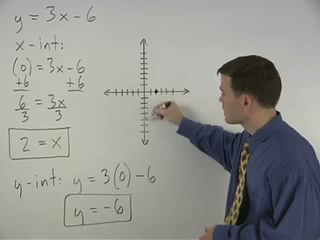 y = 3x - 6
x-int:
(0) = 3x - 6
+6 +6
6/3 = 3x/3
2 = x
y-int: y = 3(0) - 6
y = -6